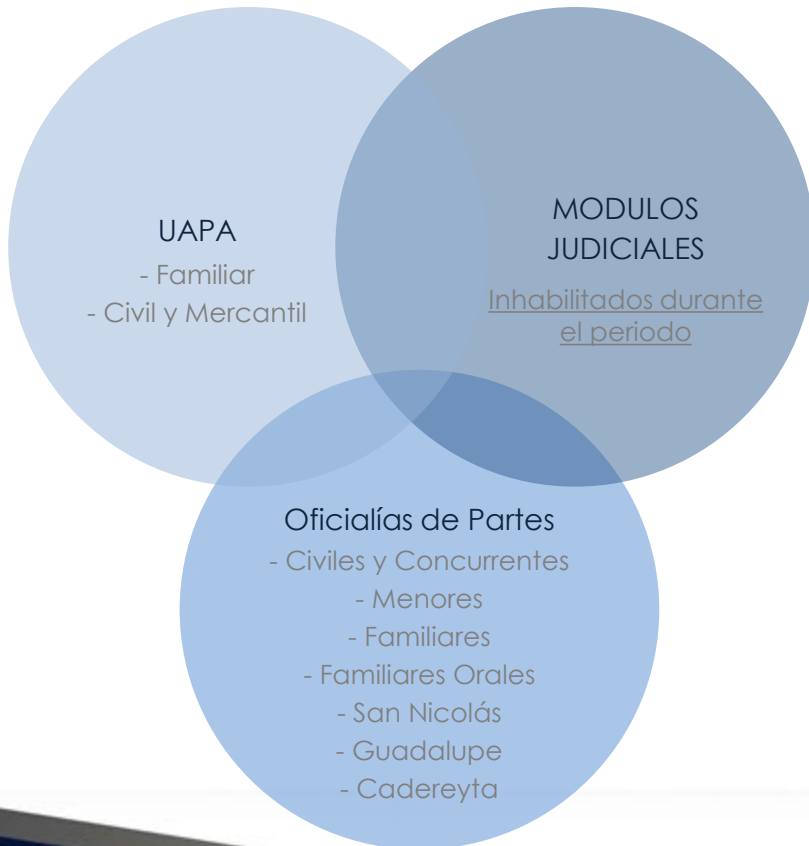 UAPA
- Familiar
- Civil y Mercantil
MODULOS
JUDICIALES
Inhabilitados durante
el periodo
Oficialías de Partes
- Civiles y Concurrentes
- Menores
- Familiares
- Familiares Orales
- San Nicolás
- Guadalupe
- Cadereyta